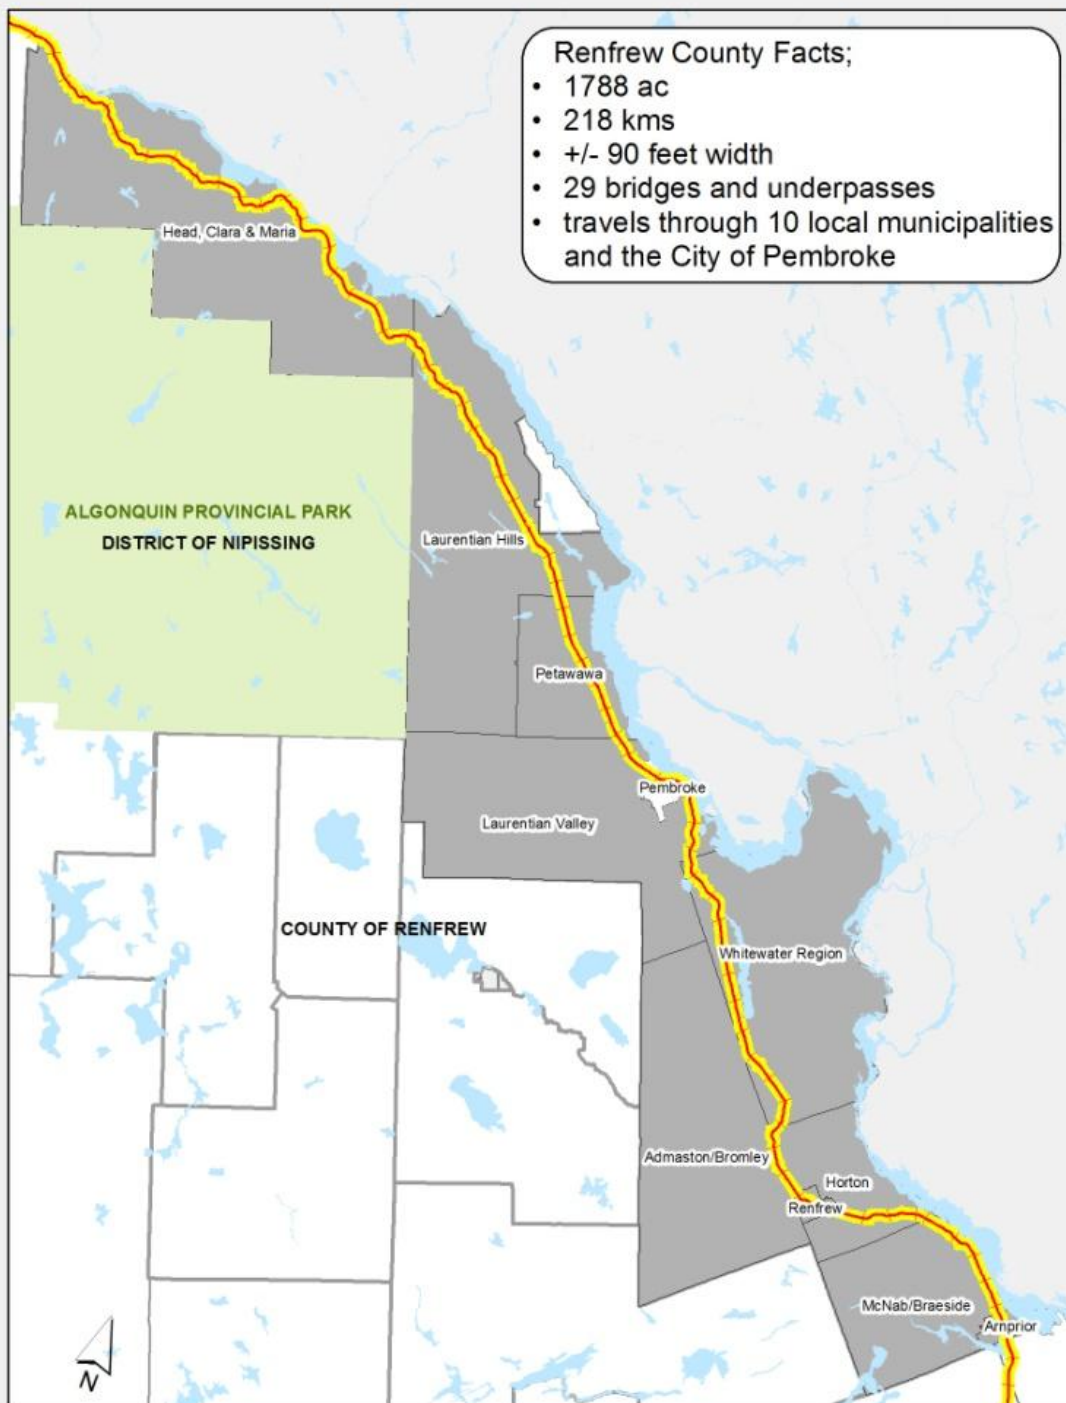 Renfrew County Facts;
• 1788 ac
• 218 kms
• +/- 90 feet width
• 29 bridges and underpasses
• travels through 10 local municipalities
and the City of Pembroke
Head, Clara & Maria
ALGONQUIN PROVINCIAL PARK
DISTRICT OF NIPISSING
Laurentian Hills
Petawawa
Pembroke
Laurentian Valley
COUNTY OF RENFREW
Whitewater Region
Admaston/Bromley
Horton
Renfrew
McNab/Braeside
Arnprior
N